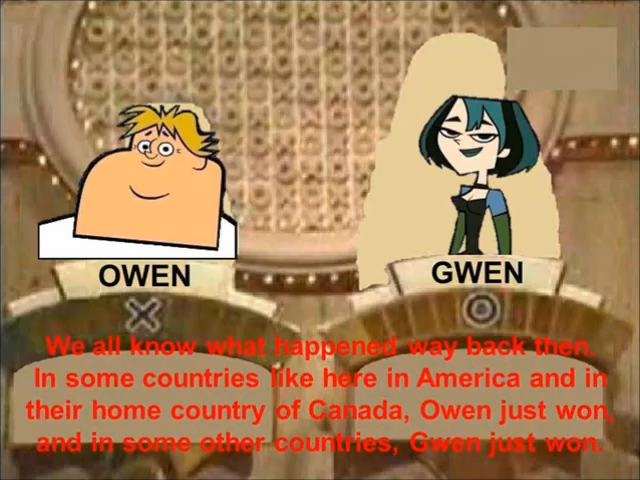 OWEN
GWEN
We all know what happened way back then.
In some countries like here in America and in
their home country of Canada, Owen just won,
and in some other countries, Gwen just won.